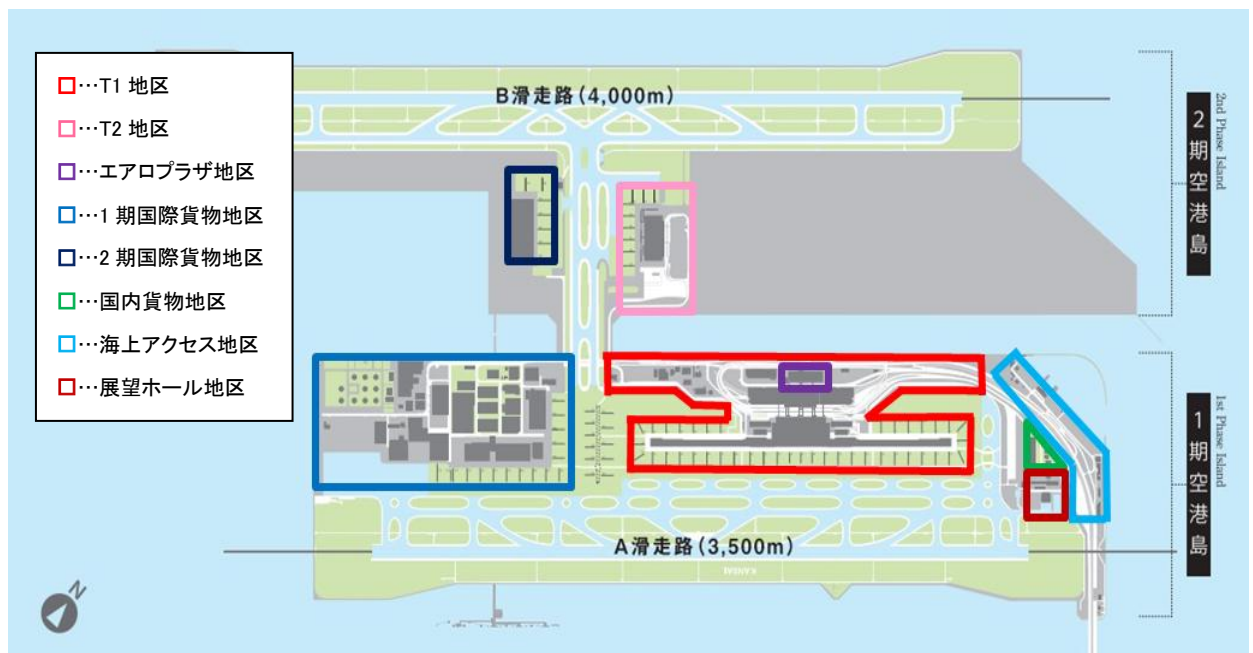 □…T1 地区
□…T2 地区
□…エアロプラザ地区
□…1 期国際貨物地区
□…2 期国際貨物地区
□…国内貨物地区
□…海上アクセス地区
□…展望ホール地区
B滑走路(4,000m)
2期空港島
2nd Phase Island
1期空港島
1st Phase Island
A滑走路(3,500m)
N